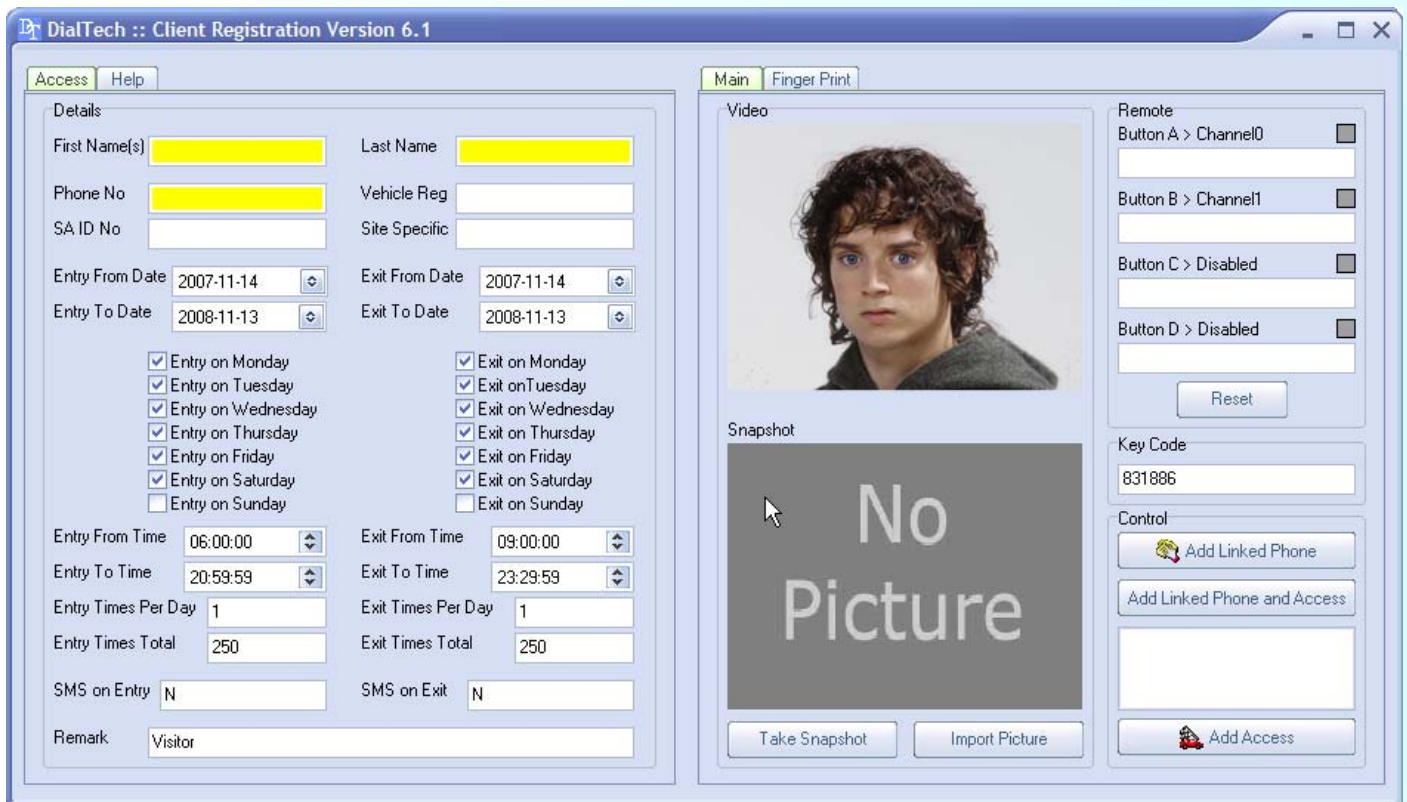 DT DialTech :: Client Registration Version 6.1
Access Help
Details
First Name(s) Last Name
Phone No Vehicle Reg
SA ID No Site Specific
Entry From Date 2007-11-14 Exit From Date 2007-11-14
Entry To Date 2008-11-13 Exit To Date 2008-11-13
Entry on Monday Exit on Monday
Entry on Tuesday Exit onTuesday
Entry on Wednesday Exit on Wednesday
Entry on Thursday Exit on Thursday
Entry on Friday Exit on Friday
Entry on Saturday Exit on Saturday
Entry on Sunday Exit on Sunday
Entry From Time 06:00:00 Exit From Time 09:00:00
Entry To Time 20:59:59 Exit To Time 23:29:59
Entry Times Per Day 1 Exit Times Per Day 1
Entry Times Total 250 Exit Times Total 250
SMS on Entry N SMS on Exit N
Remark Visitor
Main Finger Print
Video
Snapshot
No
Picture
Take Snapshot Import Picture
Remote
Button A > Channel0
Button B > Channel1
Button C > Disabled
Button D > Disabled
Reset
Key Code
831886
Control
Add Linked Phone
Add Linked Phone and Access
Add Access